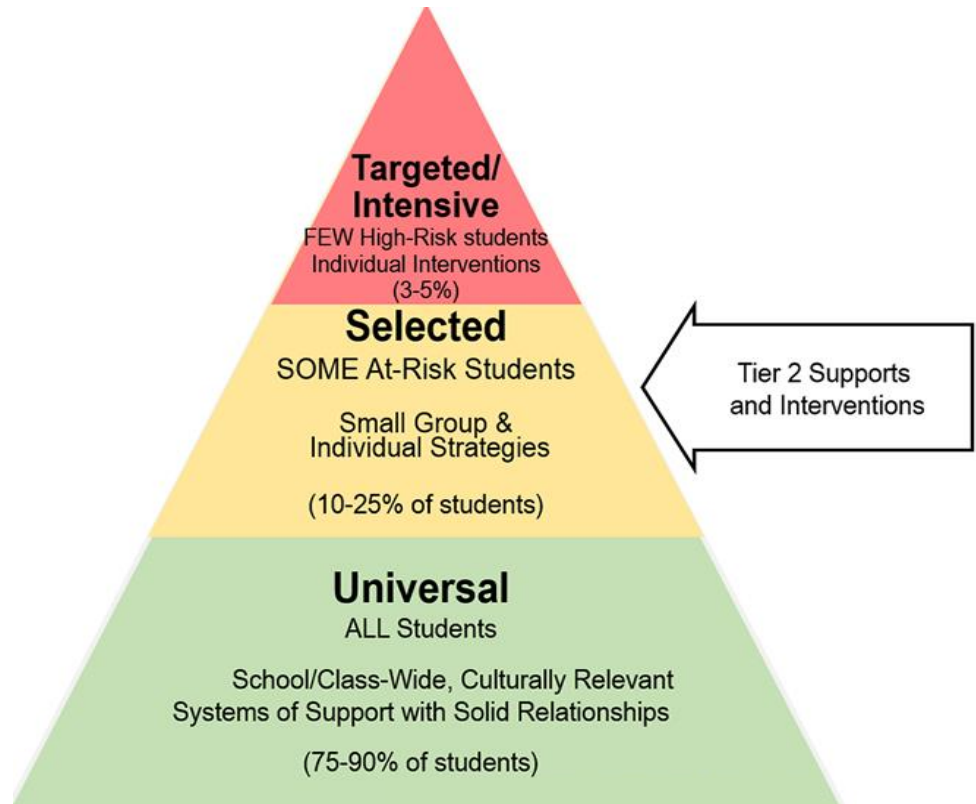 Targeted/
Intensive
FEW High-Risk students
Individual Interventions
(3-5%)
Selected
SOME At-Risk Students
Small Group &
Individual Strategies
(10-25% of students)
Tier 2 Supports
and Interventions
Universal
ALL Students
School/Class-Wide, Culturally Relevant
Systems of Support with Solid Relationships
(75-90% of students)